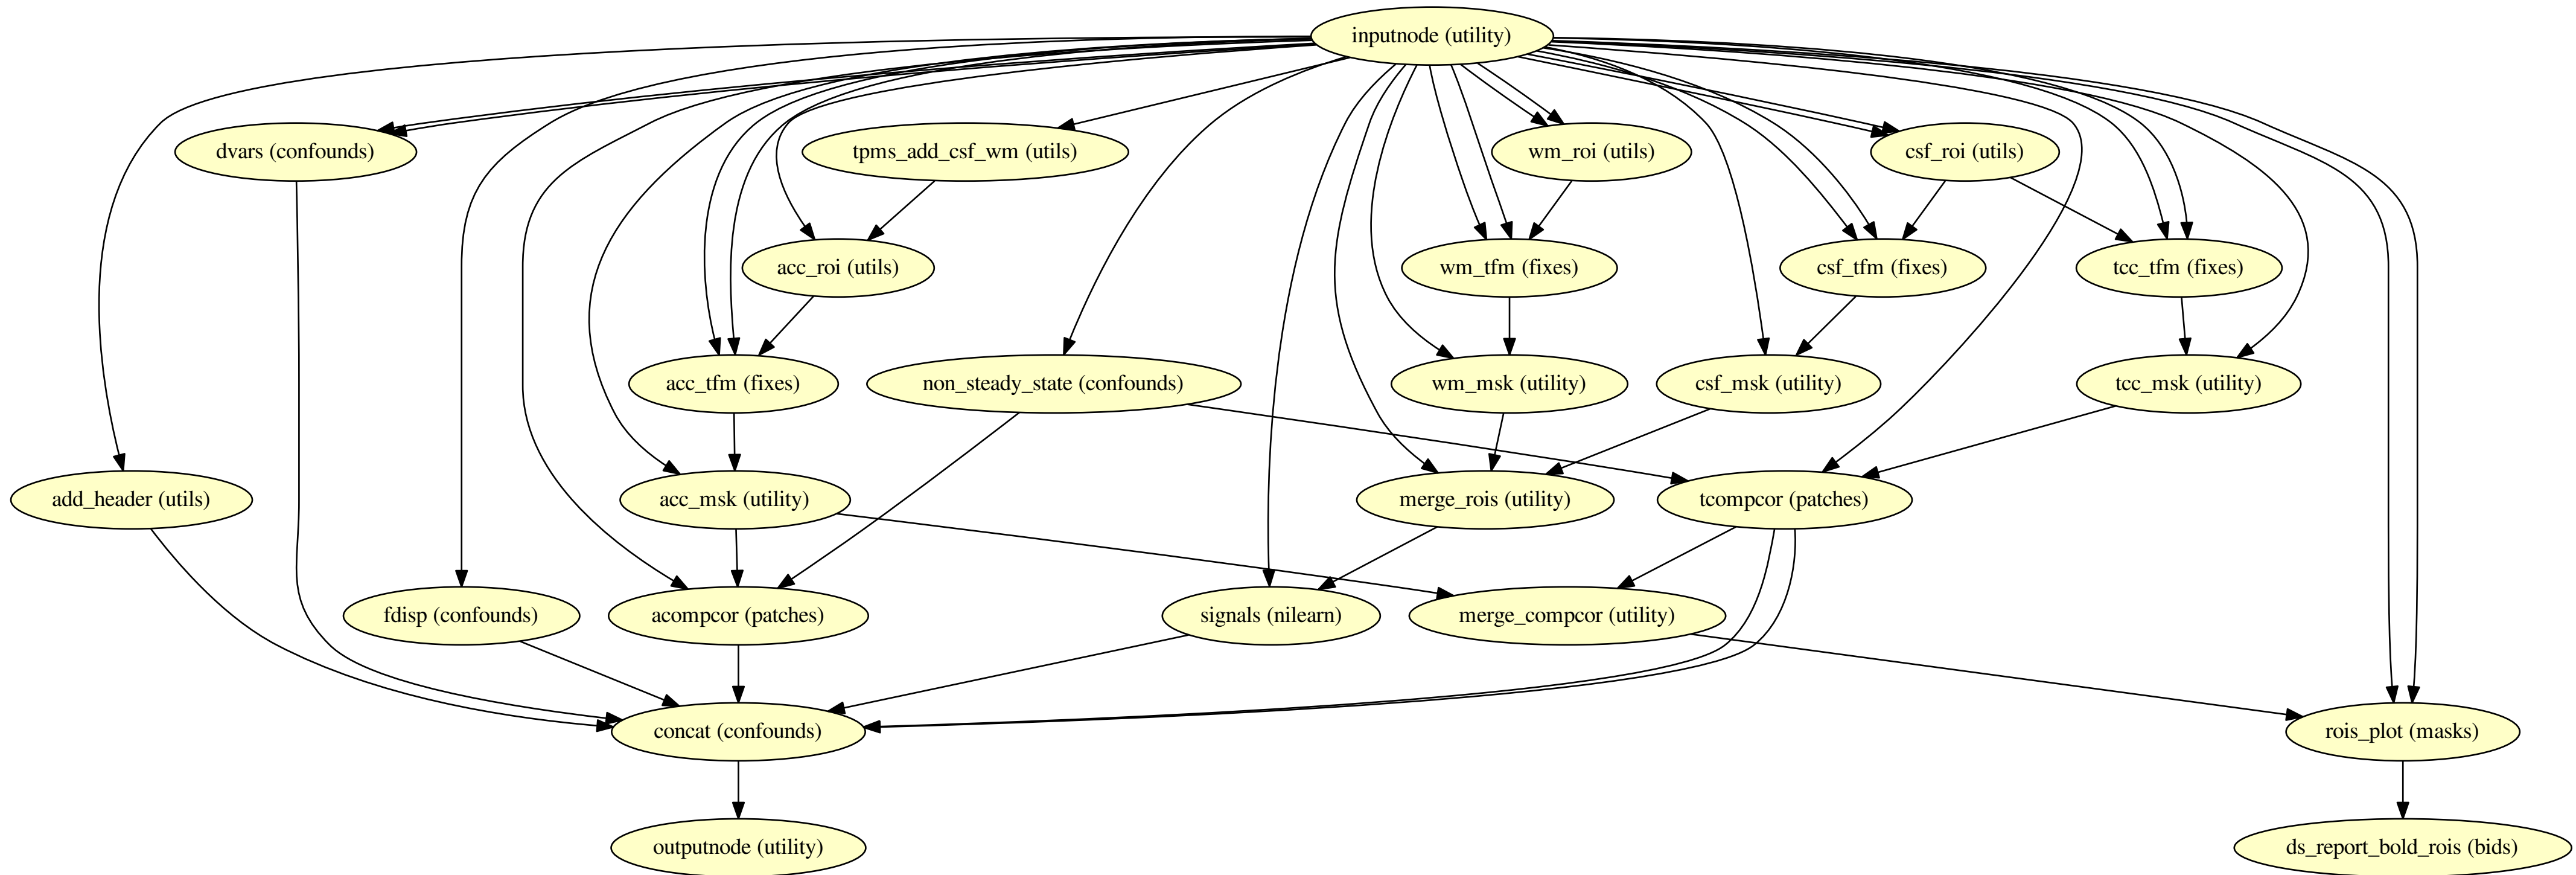 inputnode (utility)
dvars (confounds)
tpms_add_csf_wm (utils)
wm_roi (utils)
csf_roi (utils)
acc_roi (utils)
wm_tfm (fixes)
csf_tfm (fixes)
tcc_tfm (fixes)
acc_tfm (fixes)
non_steady_state (confounds)
wm_msk (utility)
csf_msk (utility)
tcc_msk (utility)
add_header (utils)
acc_msk (utility)
merge_rois (utility)
tcompcor (patches)
fdisp (confounds)
acompcor (patches)
signals (nilearn)
merge_compcor (utility)
concat (confounds)
rois_plot (masks)
outputnode (utility)
ds_report_bold_rois (bids)